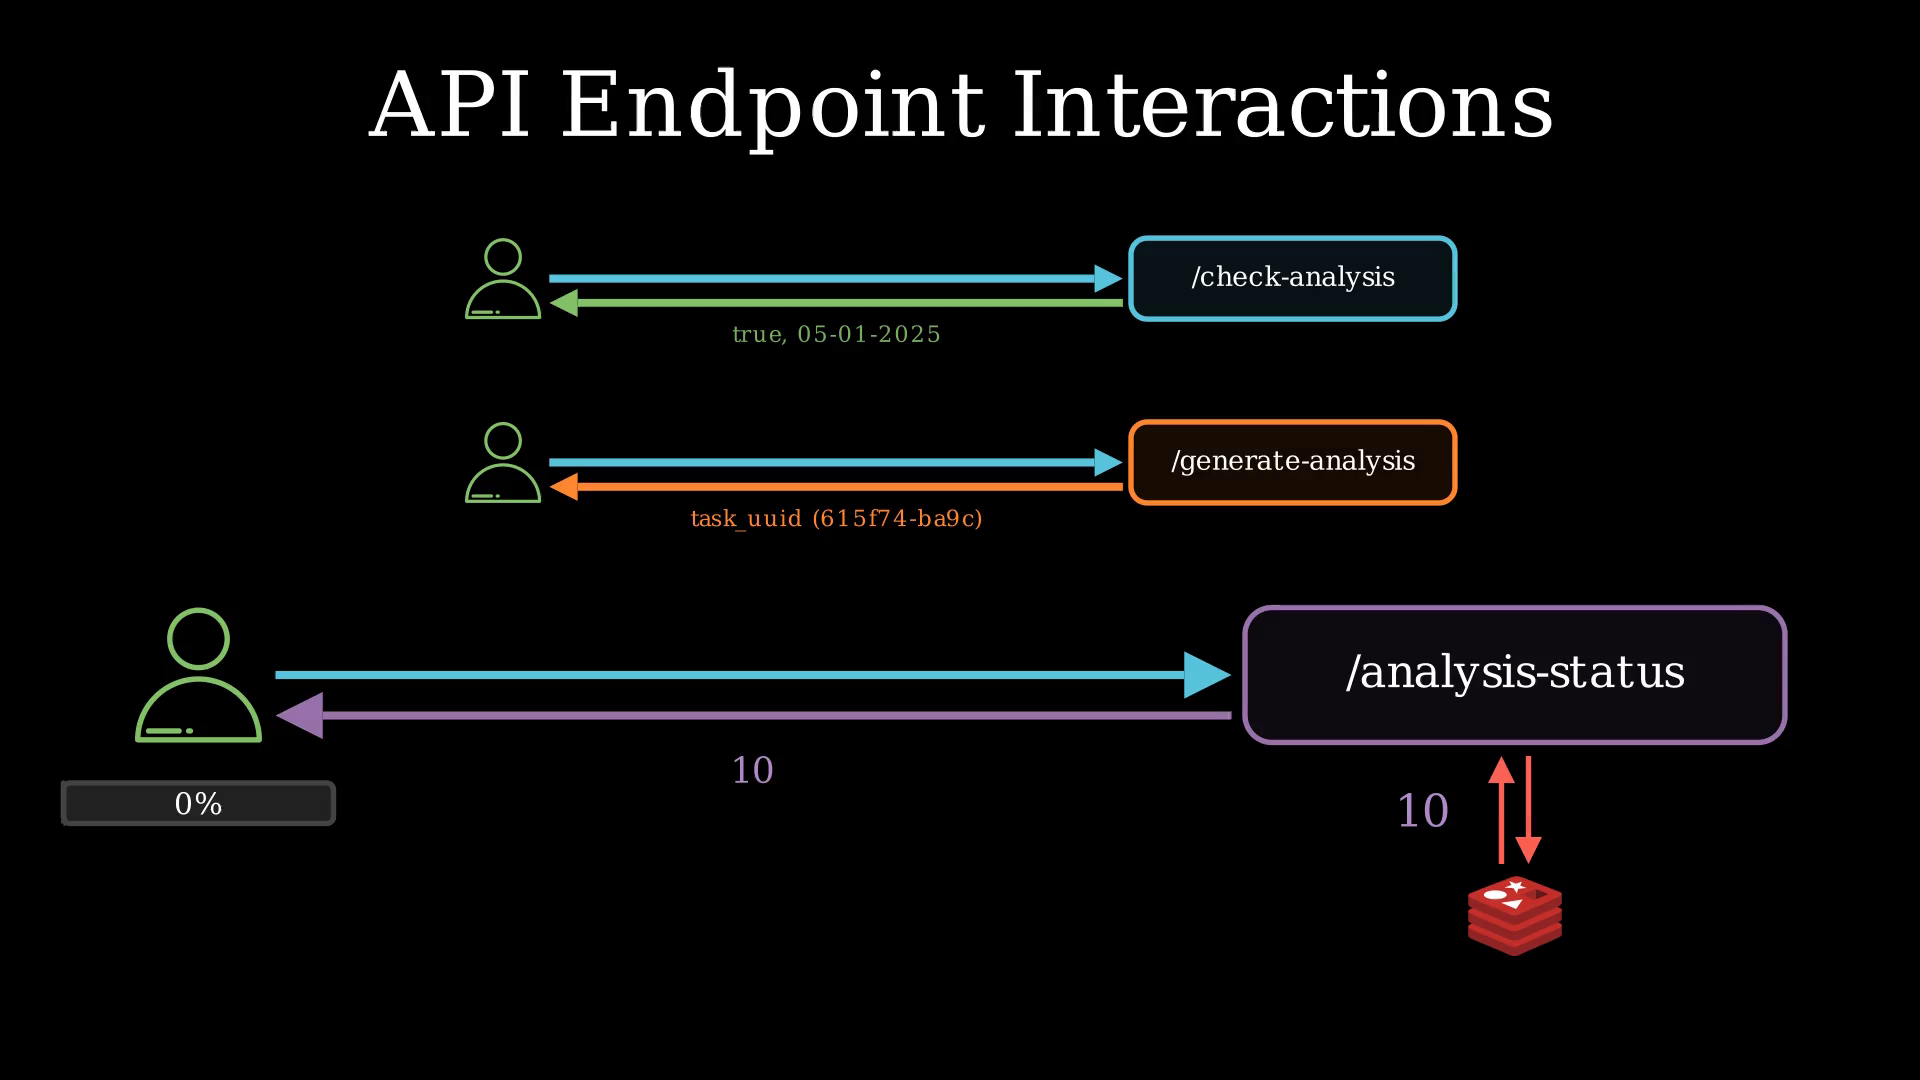 API Endpoint Interactions
/check-analysis
true, 05-01-2025
/generate-analysis
task_uuid (615f74-ba9c)
/analysis-status
10
0%
10